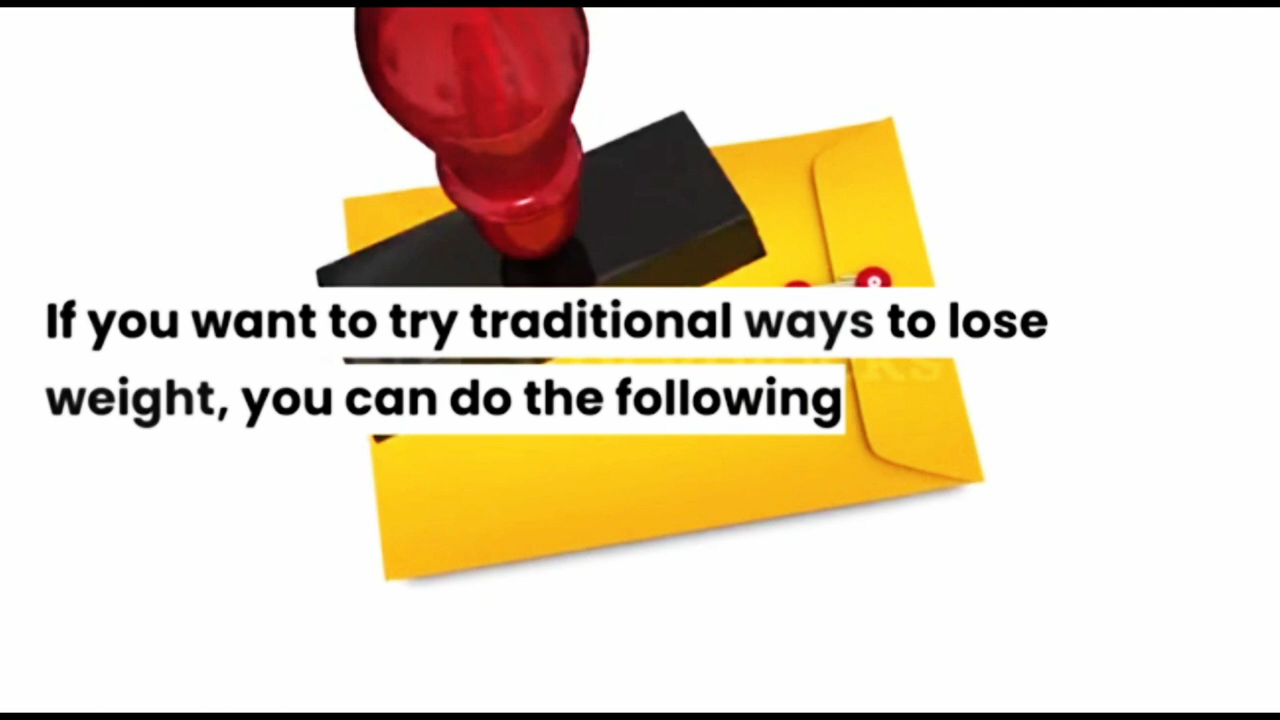 If you want to try traditional ways to lose
weight, you can do the following